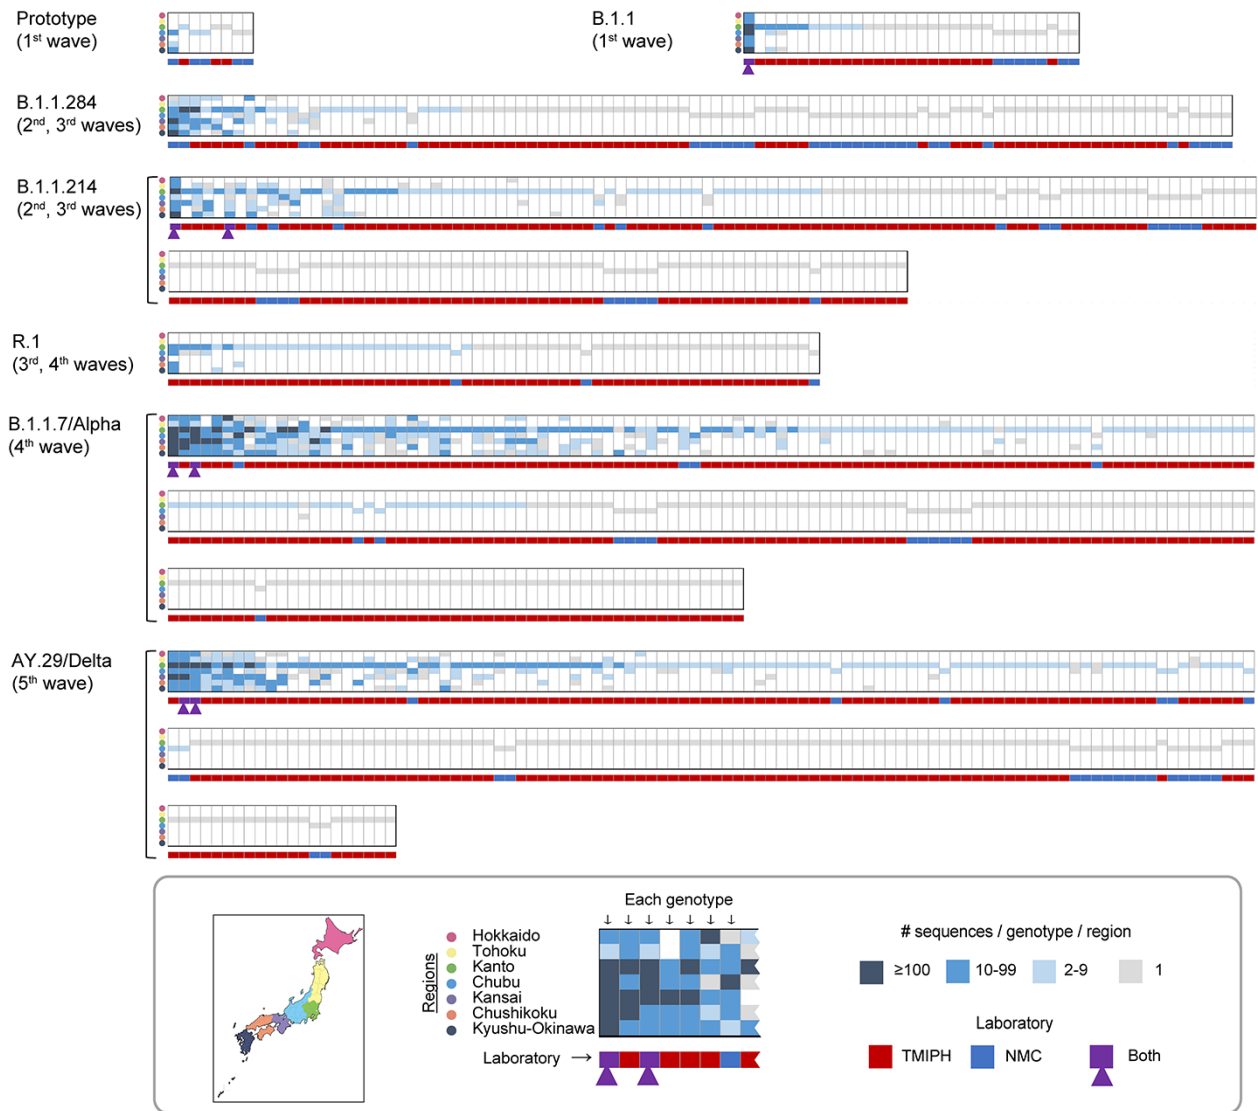 Prototype
(1st wave)
B.1.1
(1st wave)
B.1.1.284
(2nd, 3rd waves)
B.1.1.214
(2nd, 3rd waves)
R.1
(3rd, 4th waves)
B.1.1.7/Alpha
(4th wave)
AY.29/Delta
(5th wave)
Each genotype
↓ ↓ ↓ ↓ ↓ ↓ ↓
Regions
Hokkaido
Tohoku
Kanto
Chubu
Kansai
Chushikoku
Kyushu-Okinawa
Laboratory →
# sequences / genotype / region
≥100
10-99
2-9
1
Laboratory
TMIPH
NMC
Both